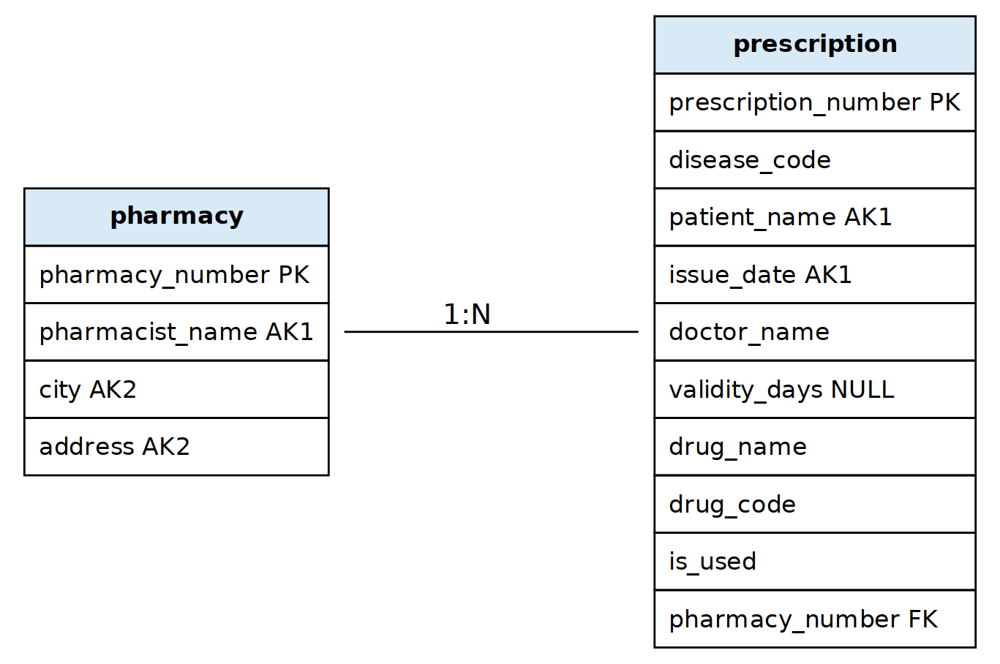 pharmacy
pharmacy_number PK
pharmacist_name AK1
city AK2
address AK2
1:N
prescription
prescription_number PK
disease_code
patient_name AK1
issue_date AK1
doctor_name
validity_days NULL
drug_name
drug_code
is_used
pharmacy_number FK